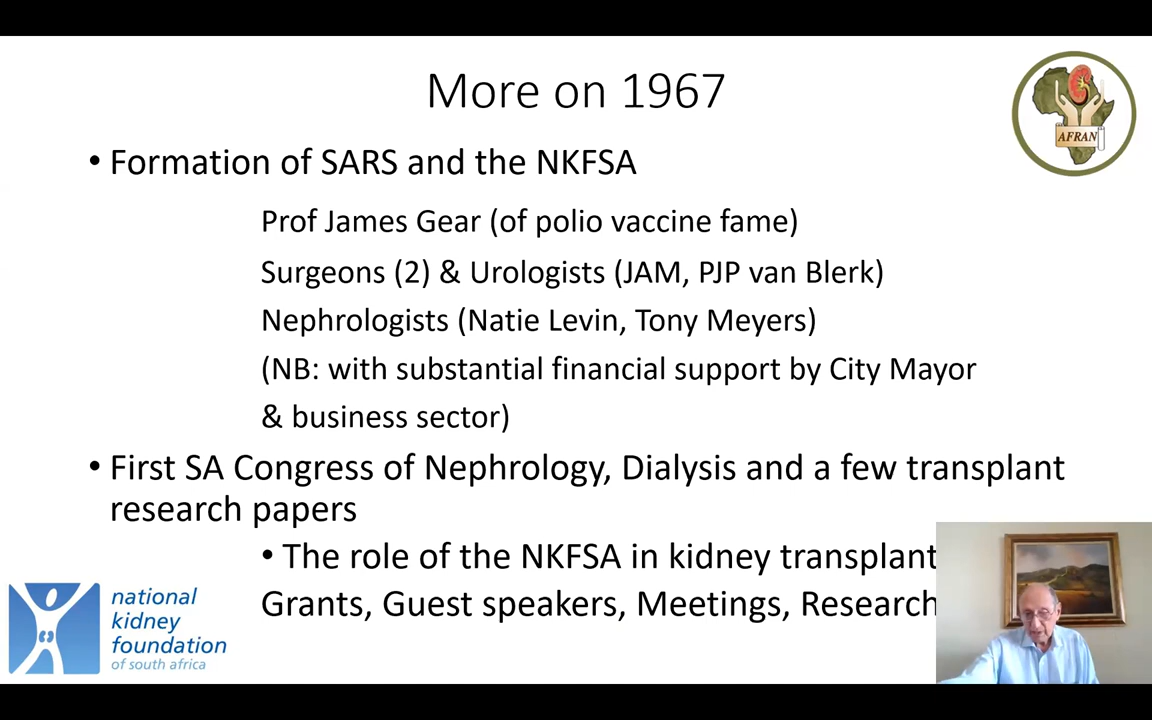 More on 1967
AFRAN
• Formation of SARS and the NKFSA
Prof James Gear (of polio vaccine fame)
Surgeons (2) & Urologists (JAM, PJP van Blerk)
Nephrologists (Natie Levin, Tony Meyers)
(NB: with substantial financial support by City Mayor
& business sector)
• First SA Congress of Nephrology, Dialysis and a few transplant
research papers
• The role of the NKFSA in kidney transplant
Grants, Guest speakers, Meetings, Research
national
kidney
foundation
of south africa